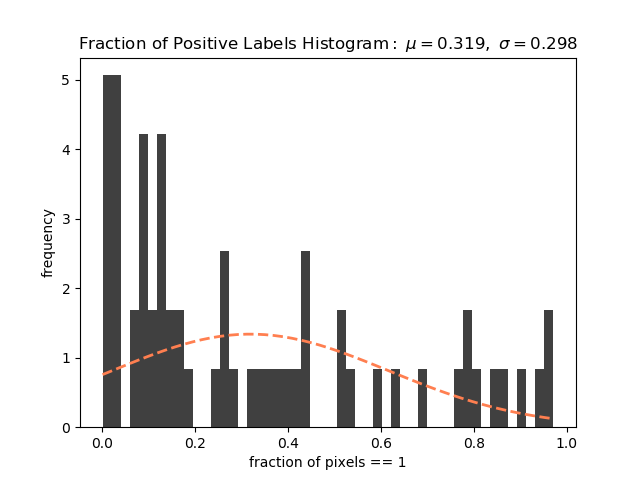 Fraction of Positive Labels Histogram : μ = 0.319, σ = 0.298
5
4
3
2
1
0
frequency
0.0 0.2 0.4 0.6 0.8 1.0
fraction of pixels == 1